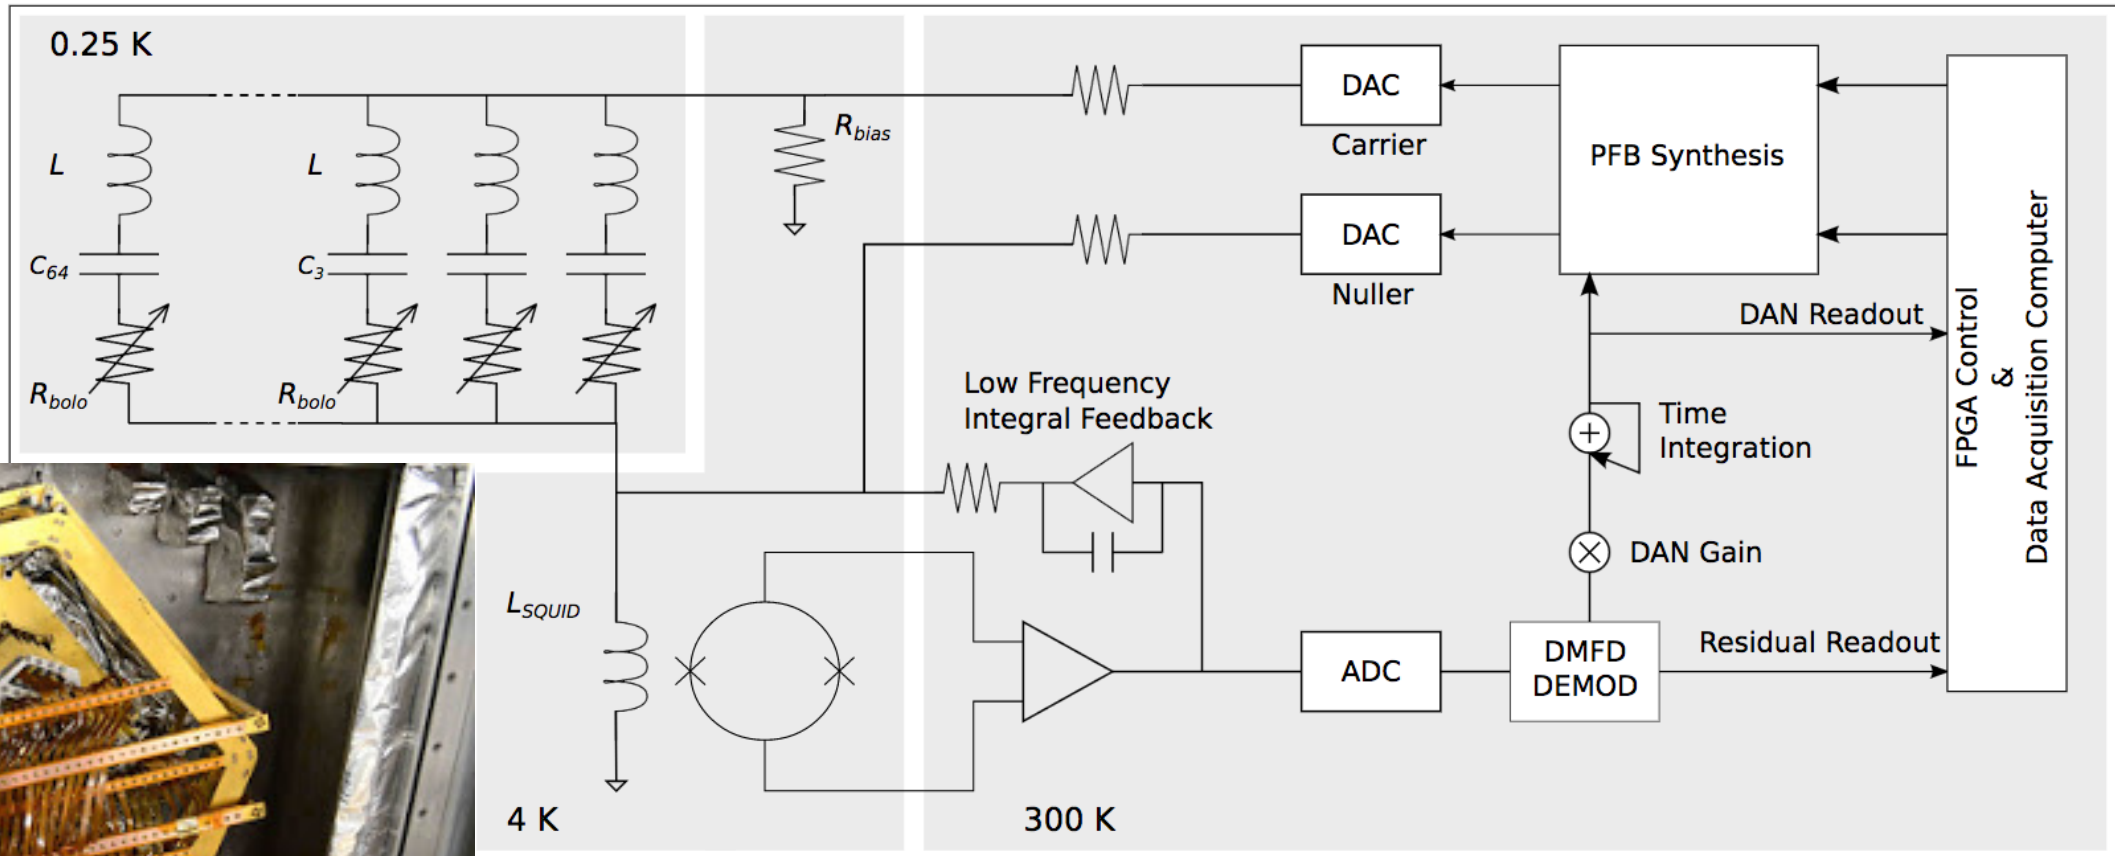 0.25 K
L
L
C64
C3
Rbolo
Rbolo
Rbias
DAC
Carrier
DAC
Nuller
PFB Synthesis
DAN Readout
Low Frequency
Integral Feedback
Time
Integration
DAN Gain
LSQUID
ADC
DMFD
DEMOD
Residual Readout
FPGA Control
&
Data Acquisition Computer
4 K
300 K